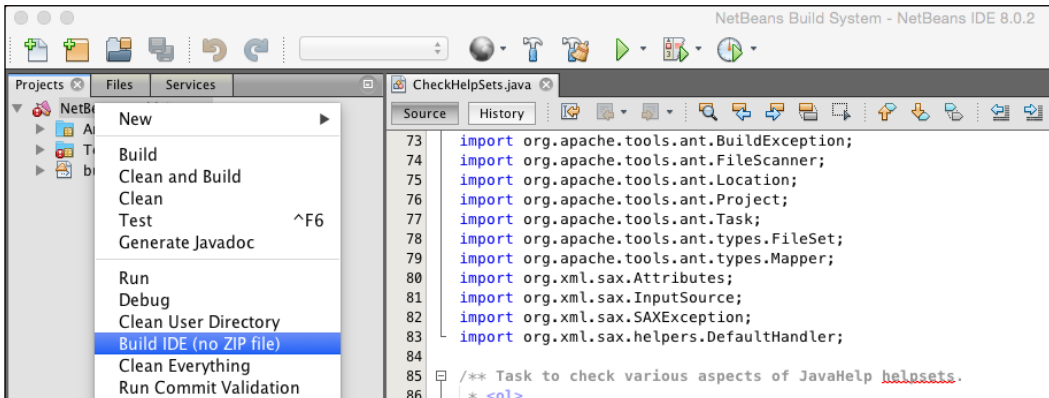 NetBeans Build System - NetBeans IDE 8.0.2
Projects Files Services
CheckHelpSets.java
Source History
NetBe
New
Build
Clean and Build
Clean
Test ^F6
Generate Javadoc
Run
Debug
Clean User Directory
Build IDE (no ZIP file)
Clean Everything
Run Commit Validation
73 import org.apache.tools.ant.BuildException;
74 import org.apache.tools.ant.FileScanner;
75 import org.apache.tools.ant.Location;
76 import org.apache.tools.ant.Project;
77 import org.apache.tools.ant.Task;
78 import org.apache.tools.ant.types.FileSet;
79 import org.apache.tools.ant.types.Mapper;
80 import org.xml.sax.Attributes;
81 import org.xml.sax.InputSource;
82 import org.xml.sax.SAXException;
83 import org.xml.sax.helpers.DefaultHandler;
84
85 /** Task to check various aspects of JavaHelp helpsets.
86 * <ol>